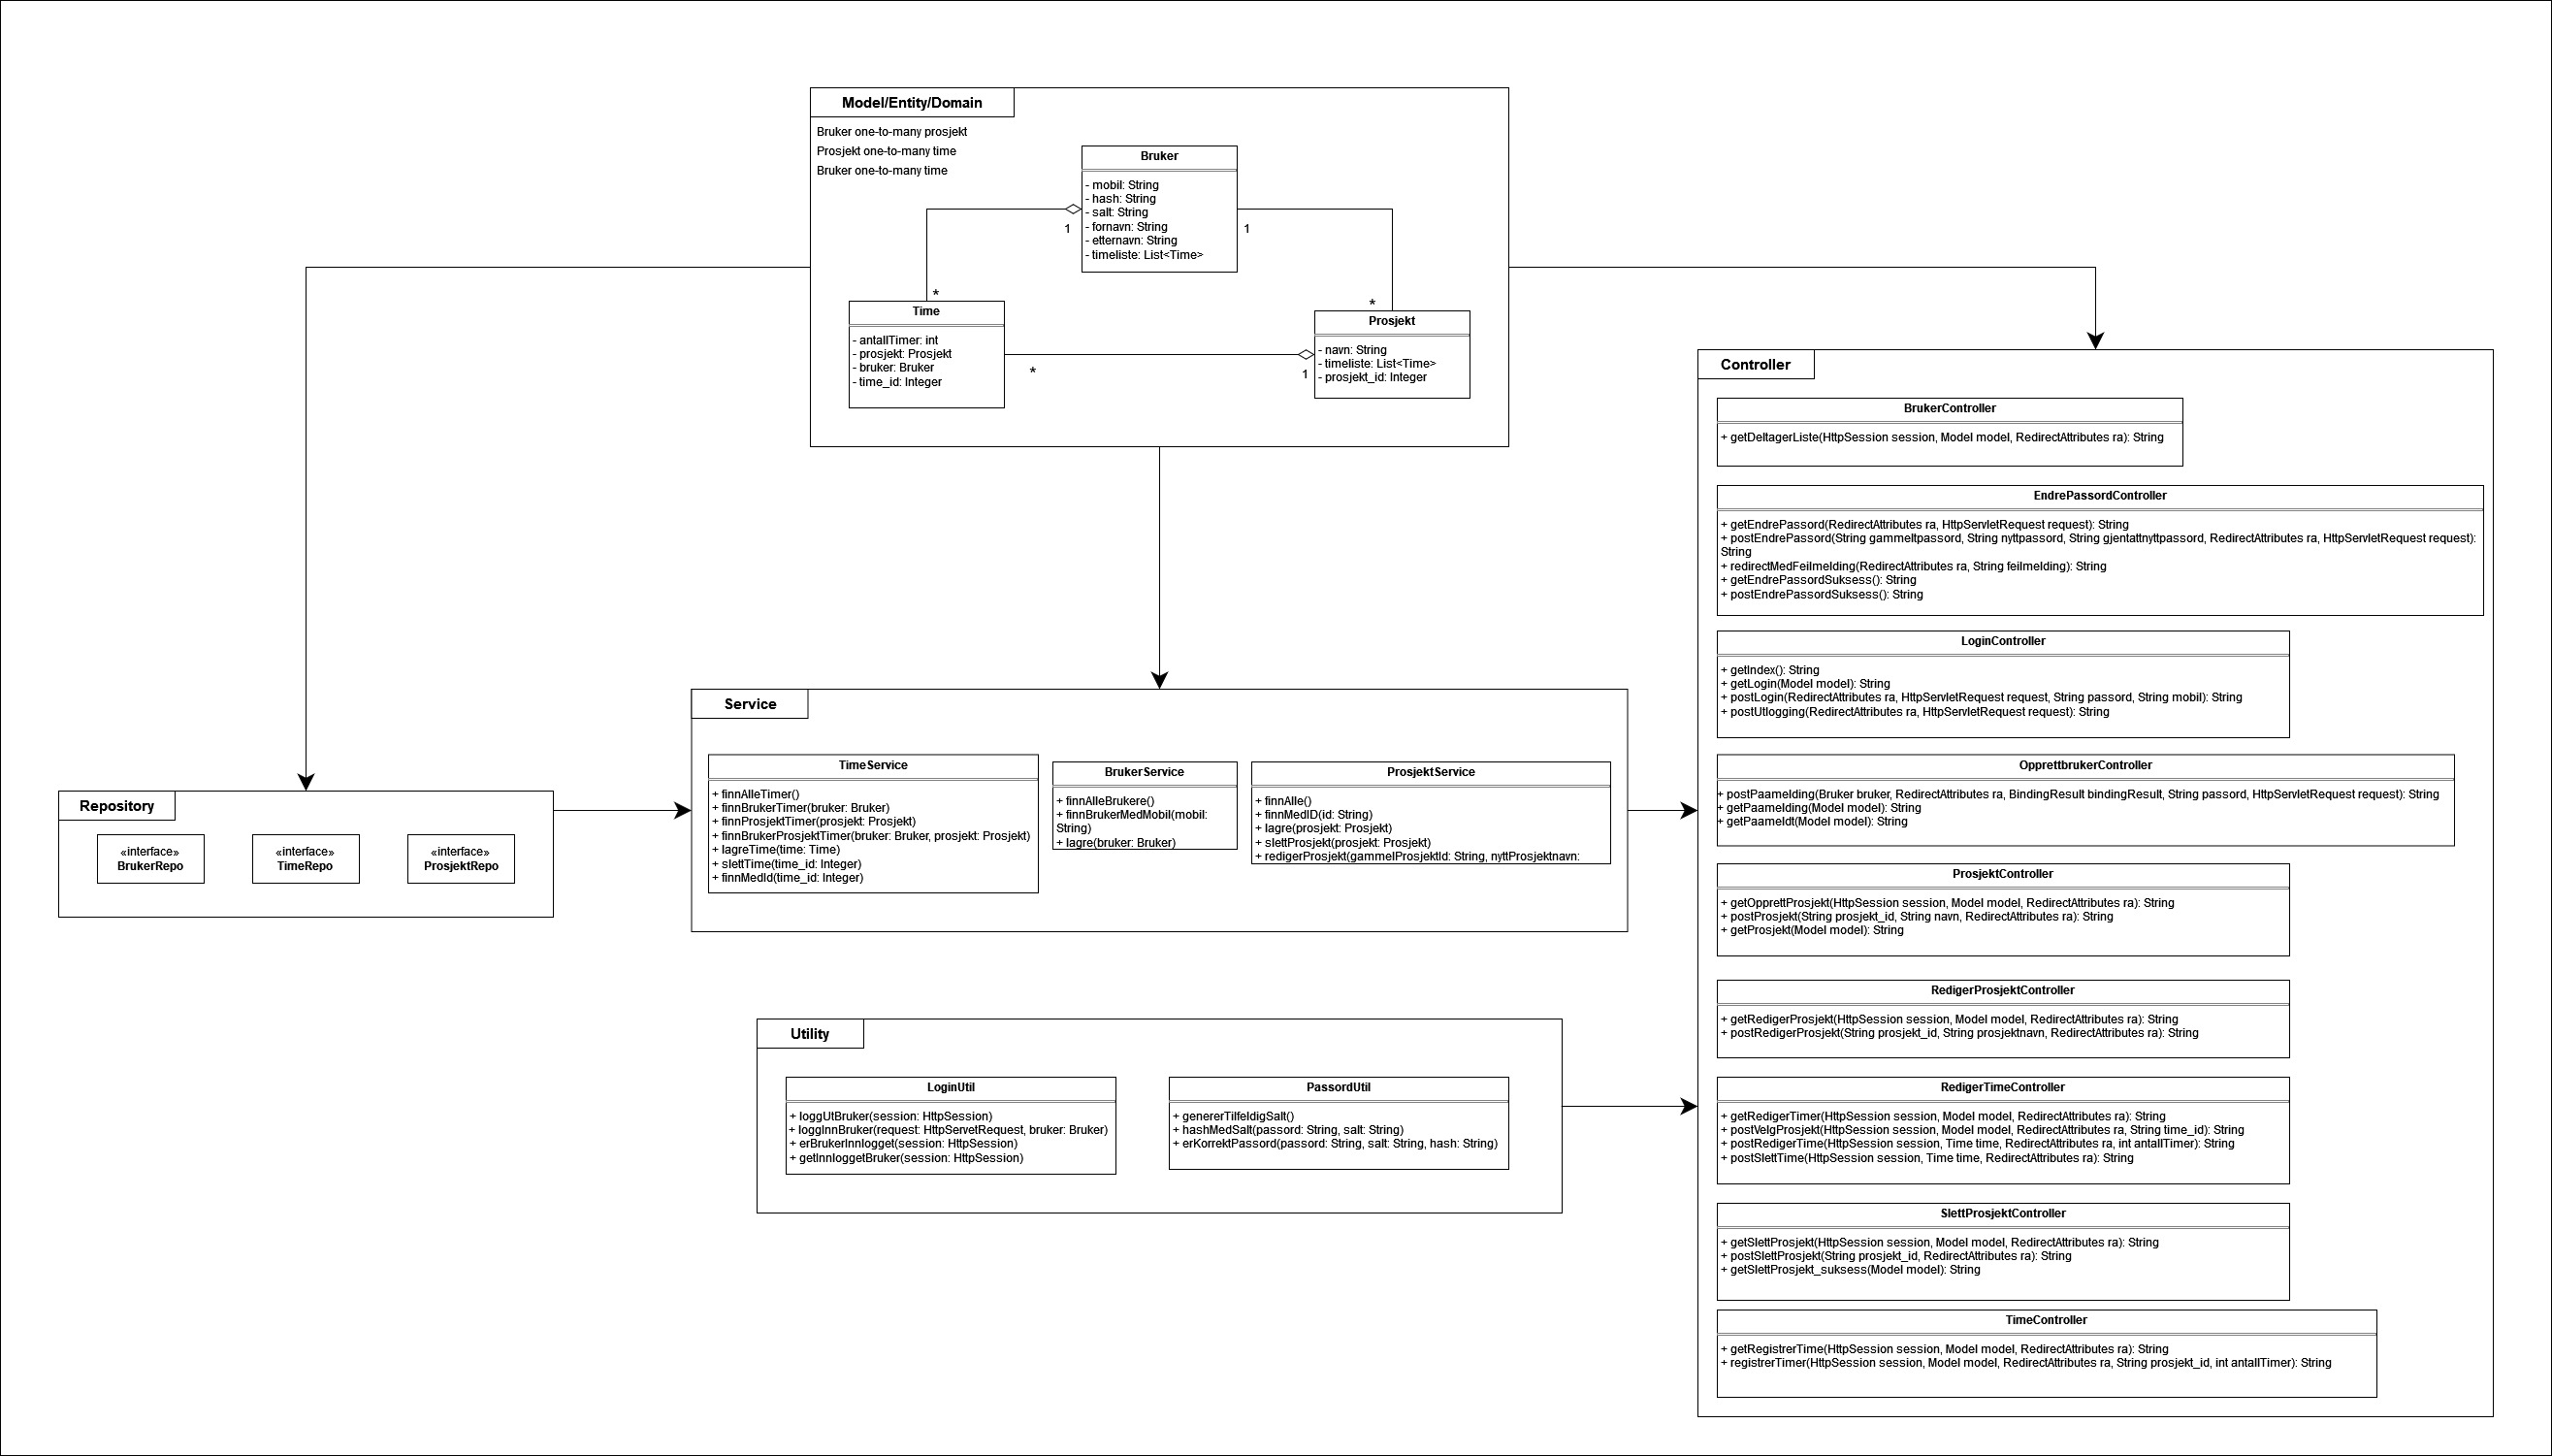 Model/Entity/Domain
Bruker one-to-many prosjekt
Prosjekt one-to-many time
Bruker one-to-many time
Bruker
- mobil: String
- hash: String
- salt: String
- fornavn: String
- etternavn: String
- timeliste: List<Time>
1
1
*
*
Time
- antallTimer: int
- prosjekt: Prosjekt
- bruker: Bruker
- time_id: Integer
*
1
Prosjekt
- navn: String
- timeliste: List<Time>
- prosjekt_id: Integer
Controller
BrukerController
+ getDeltagerListe(HttpSession session, Model model, RedirectAttributes ra): String
EndrePassordController
+ getEndrePassord(RedirectAttributes ra, HttpServletRequest request): String
+ postEndrePassord(String gammeltpassord, String nyttpassord, String gjentattnyttpassord, RedirectAttributes ra, HttpServletRequest request):
String
+ redirectMedFeilmelding(RedirectAttributes ra, String feilmelding): String
+ getEndrePassordSuksess(): String
+ postEndrePassordSuksess(): String
LoginController
+ getIndex(): String
+ getLogin(Model model): String
+ postLogin(RedirectAttributes ra, HttpServletRequest request, String passord, String mobil): String
+ postUtlogging(RedirectAttributes ra, HttpServletRequest request): String
OpprettbrukerController
+ postPaamelding(Bruker bruker, RedirectAttributes ra, BindingResult bindingResult, String passord, HttpServletRequest request): String
+ getPaamelding(Model model): String
+ getPaameldt(Model model): String
ProsjektController
+ getOpprettProsjekt(HttpSession session, Model model, RedirectAttributes ra): String
+ postProsjekt(String prosjekt_id, String navn, RedirectAttributes ra): String
+ getProsjekt(Model model): String
RedigerProsjektController
+ getRedigerProsjekt(HttpSession session, Model model, RedirectAttributes ra): String
+ postRedigerProsjekt(String prosjekt_id, String prosjektnavn, RedirectAttributes ra): String
RedigerTimeController
+ getRedigerTimer(HttpSession session, Model model, RedirectAttributes ra): String
+ postVelgProsjekt(HttpSession session, Model model, RedirectAttributes ra, String time_id): String
+ postRedigerTime(HttpSession session, Time time, RedirectAttributes ra, int antallTimer): String
+ postSlettTime(HttpSession session, Time time, RedirectAttributes ra): String
SlettProsjektController
+ getSlettProsjekt(HttpSession session, Model model, RedirectAttributes ra): String
+ postSlettProsjekt(String prosjekt_id, RedirectAttributes ra): String
+ getSlettProsjekt_suksess(Model model): String
TimeController
+ getRegistrerTime(HttpSession session, Model model, RedirectAttributes ra): String
+ registrerTimer(HttpSession session, Model model, RedirectAttributes ra, String prosjekt_id, int antallTimer): String
Service
TimeService
+ finnAlleTimer()
+ finnBrukerTimer(bruker: Bruker)
+ finnProsjektTimer(prosjekt: Prosjekt)
+ finnBrukerProsjektTimer(bruker: Bruker, prosjekt: Prosjekt)
+ lagreTime(time: Time)
+ slettTime(time_id: Integer)
+ finnMedId(time_id: Integer)
BrukerService
+ finnAlleBrukere()
+ finnBrukerMedMobil(mobil:
String)
+ lagre(bruker: Bruker)
ProsjektService
+ finnAlle()
+ finnMedID(id: String)
+ lagre(prosjekt: Prosjekt)
+ slettProsjekt(prosjekt: Prosjekt)
+ redigerProsjekt(gammelProsjektId: String, nyttProsjektnavn:
Repository
«interface»
BrukerRepo
«interface»
TimeRepo
«interface»
ProsjektRepo
Utility
LoginUtil
+ loggUtBruker(session: HttpSession)
+ loggInnBruker(request: HttpServetRequest, bruker: Bruker)
+ erBrukerInnlogget(session: HttpSession)
+ getInnloggetBruker(session: HttpSession)
PassordUtil
+ genererTilfeldigSalt()
+ hashMedSalt(passord: String, salt: String)
+ erKorrektPassord(passord: String, salt: String, hash: String)